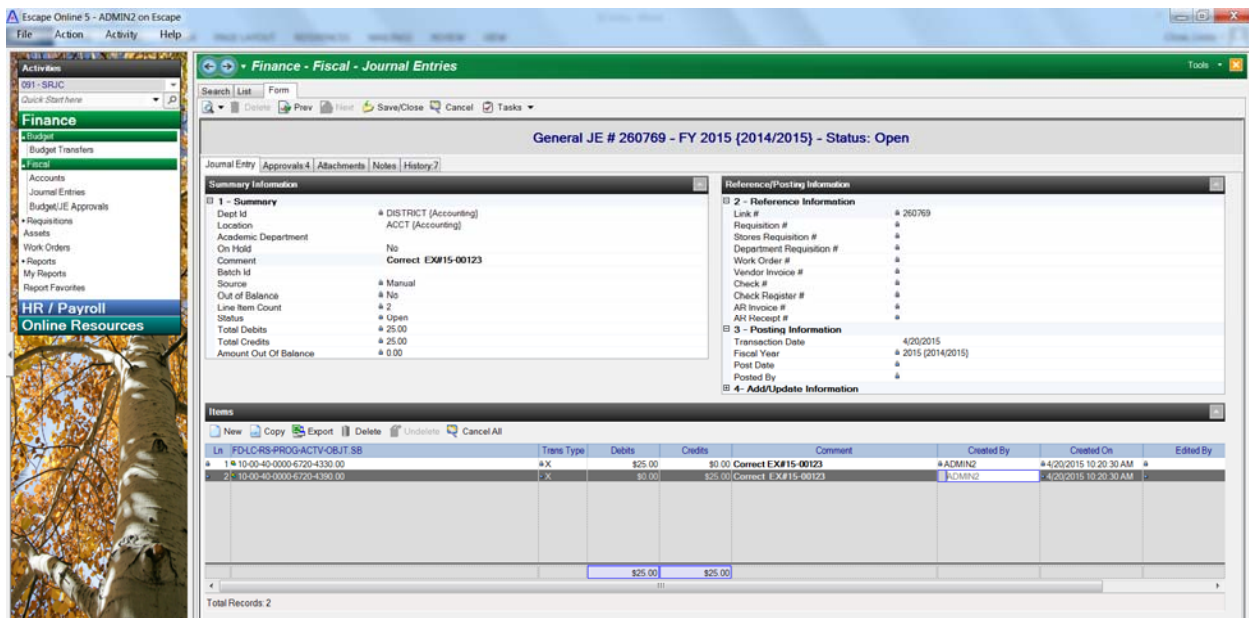 Escape Online 5 - ADMIN2 on Escape
File Action Activity Help
Activities
091 - SRJC
Quick Start here
Finance
Budget
Budget Transfers
Fiscal
Accounts
Journal Entries
Budget/JE Approvals
Requisitions
Assets
Work Orders
Reports
My Reports
Report Favorites
HR / Payroll
Online Resources
Finance - Fiscal - Journal Entries
Tools
Search List Form
Delete Prev Next Save/Close Cancel Tasks
General JE # 260769 - FY 2015 {2014/2015} - Status: Open
Journal Entry Approvals:4 Attachments Notes History:7
Summary Information
1 - Summary
Dept Id DISTRICT {Accounting}
Location ACCT {Accounting}
Academic Department
On Hold No
Comment Correct EX#15-00123
Batch Id
Source Manual
Out of Balance No
Line Item Count 2
Status Open
Total Debits 25.00
Total Credits 25.00
Amount Out Of Balance 0.00
Reference/Posting Information
2 - Reference Information
Link # 260769
Requisition #
Stores Requisition #
Department Requisition #
Work Order #
Vendor Invoice #
Check #
Check Register #
AR Invoice #
AR Receipt #
3 - Posting Information
Transaction Date 4/20/2015
Fiscal Year 2015 {2014/2015}
Post Date
Posted By
4- Add/Update Information
Items
New Copy Export Delete Undelete Cancel All
Ln FD-LC-RS-PROG-ACTV-OBJT.SB Trans Type Debits Credits Comment Created By Created On Edited By
1 10-00-40-0000-6720-4330.00 X $25.00 $0.00 Correct EX#15-00123 ADMIN2 4/20/2015 10:20:30 AM
2 10-00-40-0000-6720-4390.00 X $0.00 $25.00 Correct EX#15-00123 ADMIN2 4/20/2015 10:20:30 AM
$25.00 $25.00
Total Records: 2